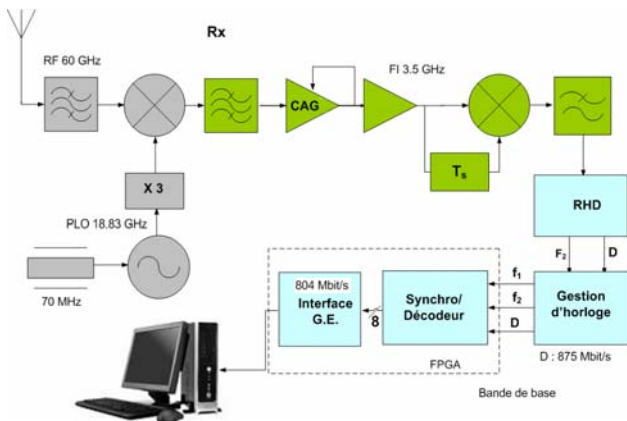 Rx
RF 60 GHz
FI 3.5 GHz
CAG
X 3
Ts
PLO 18.83 GHz
RHD
70 MHz
F2
D
804 Mbit/s
Interface
G.E.
8
Synchro/
Décodeur
f1
f2
D
Gestion
d'horloge
FPGA
D : 875 Mbit/s
Bande de base